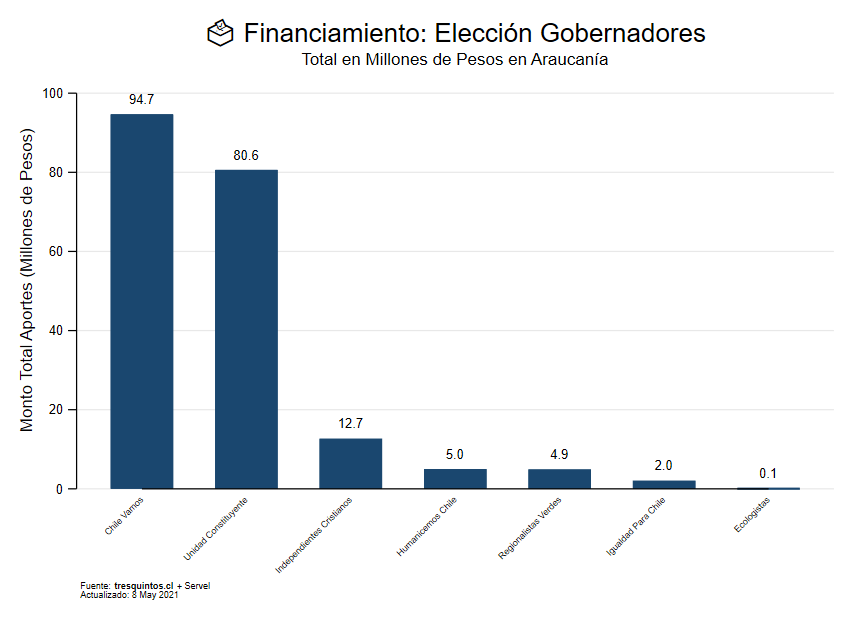 Financiamiento: Elección Gobernadores
Total en Millones de Pesos en Araucanía
Monto Total Aportes (Millones de Pesos)
100
80
60
40
20
0
94.7
80.6
12.7
5.0
4.9
2.0
0.1
Chile Vamos
Unidad Constituyente
Independientes Cristianos
Humanicemos Chile
Regionalistas Verdes
Igualdad Para Chile
Ecologistas
Fuente: tresquintos.cl + Servel
Actualizado: 8 May 2021